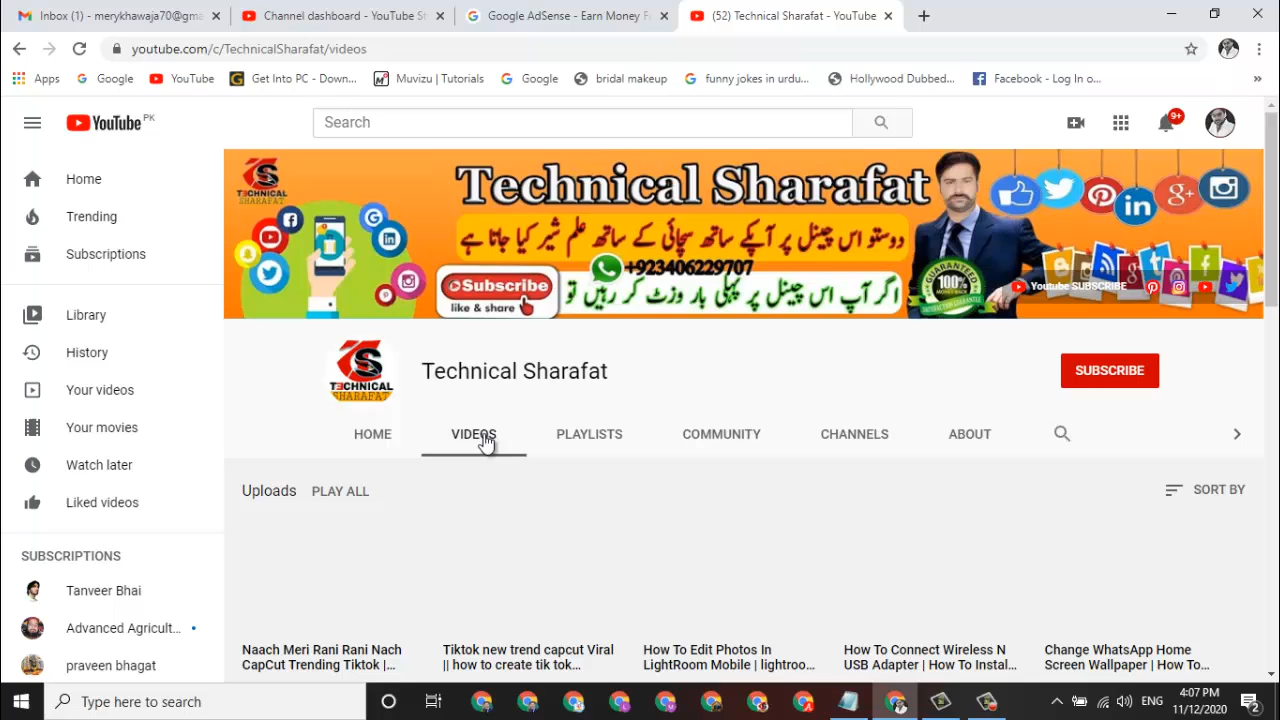 Inbox - merykhawaja70@gma
Channel dashboard - YouTube St
Google AdSense - Earn Money F
(52) Technical Sharafat - YouTube
youtube.com/c/TechnicalSharafat/videos
Apps
Google
YouTube
Get Into PC - Down...
Muvizu | Tutorials
Google
bridal makeup
funny jokes in urdu...
Hollywood Dubbed...
Facebook - Log In o...
»
YouTube PK
Search
9+
TECHNICAL
SHARAFAT
Technical Sharafat
دوستو اس چینل پر آپکے ساتھ سچائی کے ساتھ علم شیر کیا جاتا ہے
+923406229707
Subscribe
like & share
اگر آپ اس چینل پر پہلی بار وزٹ کر رہیں تو
GUARANTEED
100%
Youtube SUBSCRIBE
Home
Trending
Subscriptions
Library
History
Your videos
Your movies
Watch later
Liked videos
SUBSCRIPTIONS
Tanveer Bhai
Advanced Agricult...
praveen bhagat
TECHNICAL
SHARAFAT
Technical Sharafat
SUBSCRIBE
HOME
VIDEOS
PLAYLISTS
COMMUNITY
CHANNELS
ABOUT
Uploads
PLAY ALL
SORT BY
Naach Meri Rani Rani Nach
CapCut Trending Tiktok |...
Tiktok new trend capcut Viral
|| how to create tik tok...
How To Edit Photos In
LightRoom Mobile | lightroo...
How To Connect Wireless N
USB Adapter | How To Instal...
Change WhatsApp Home
Screen Wallpaper | How To...
Type here to search
ENG
4:07 PM
11/12/2020
2